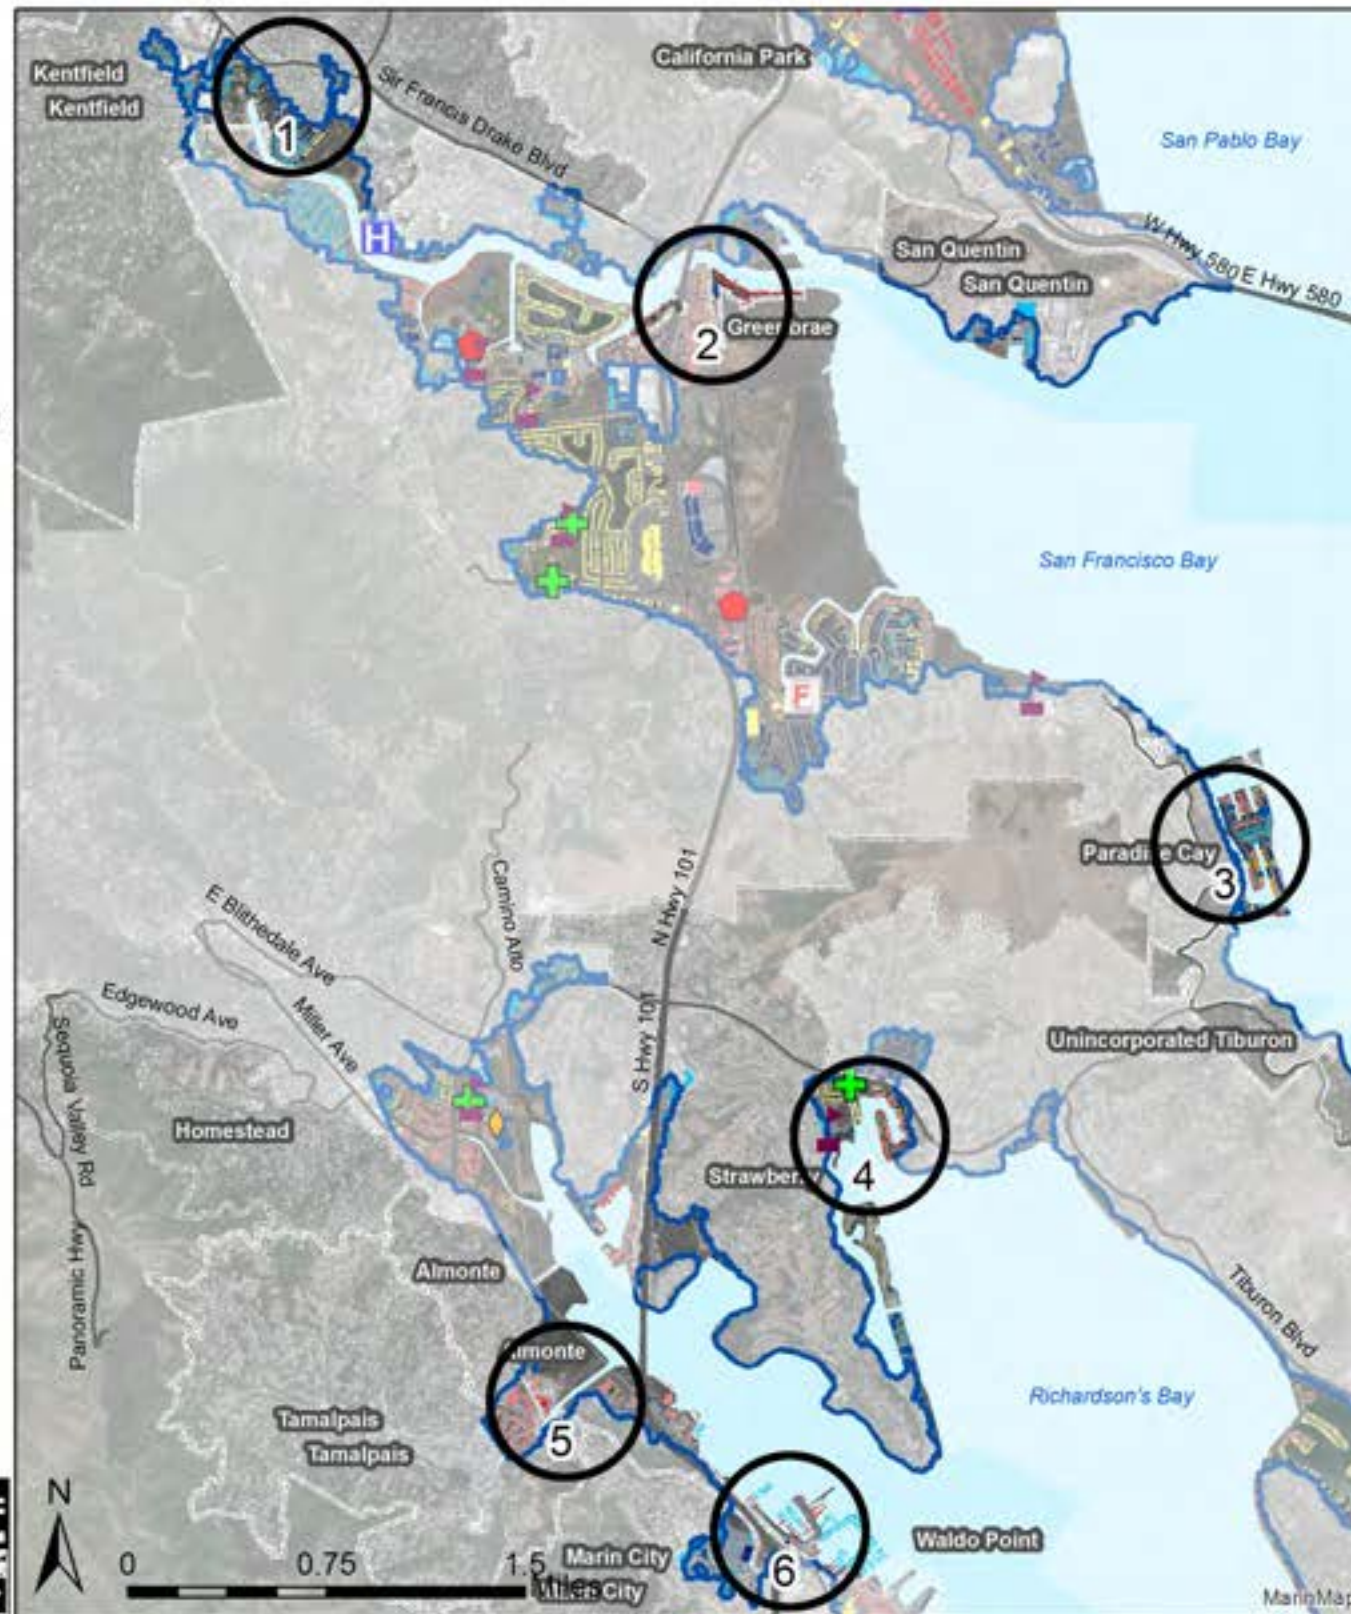 California Park
Kentfield
Kentfield
Sir Francis Drake Blvd
1
San Pablo Bay
H
W Hwy 580
E Hwy 580
San Quentin
San Quentin
2
San Francisco Bay
F
Paradise Cay
3
N Hwy 101
E Blithedale Ave
Edgewood Ave
Miller Ave
S Hwy 101
Sequoia Valley Rd
Unincorporated Tiburon
Homestead
Strawberry
4
Panoramic Hwy
Almonte
Tiburon Blvd
Almonte
Richardson's Bay
Tamalpais
Tamalpais
5
N
Waldo Point
0
0.75
1.5
Miles
Marin City
Marin City
6
MarinMap